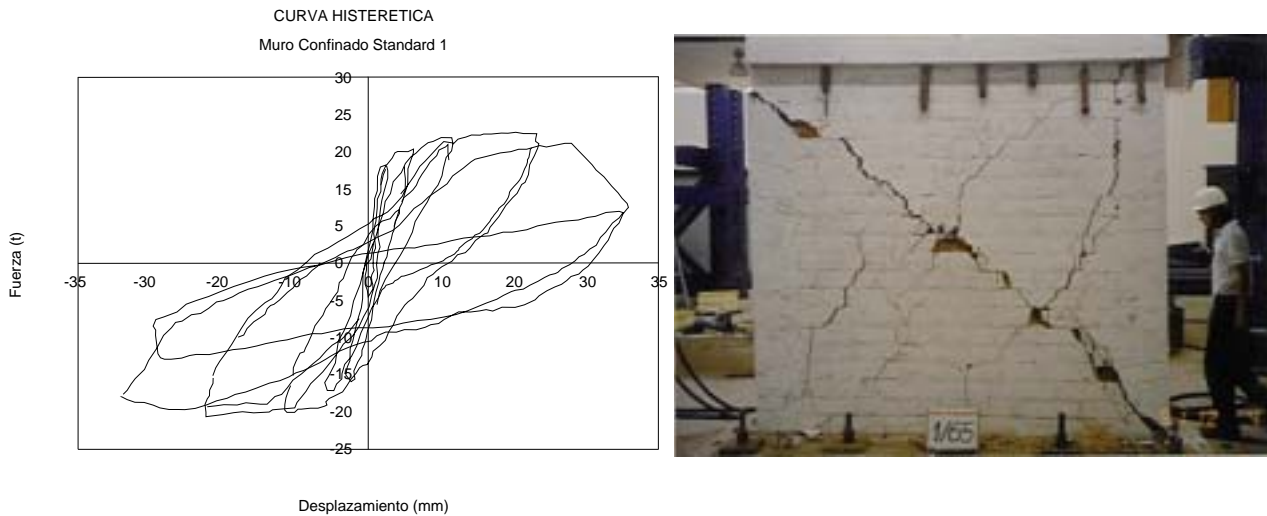 CURVA HISTERETICA
Muro Confinado Standard 1
Fuerza (t)
30
25
20
15
10
5
0
-5
-10
-15
-20
-25
-35 -30 -20 -10 0 10 20 30 35
Desplazamiento (mm)
1/65